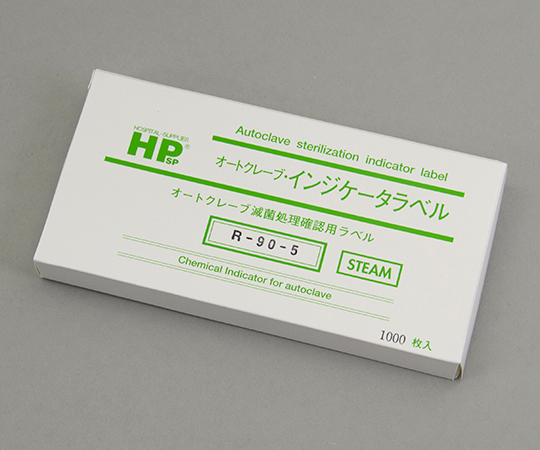 HOSPITAL-SUPPLIER
HP SP ®
Autoclave sterilization indicator label
オートクレーブ・インジケータラベル
オートクレーブ滅菌処理確認用ラベル
R-90-5
STEAM
Chemical Indicator for autoclave
1000 枚入